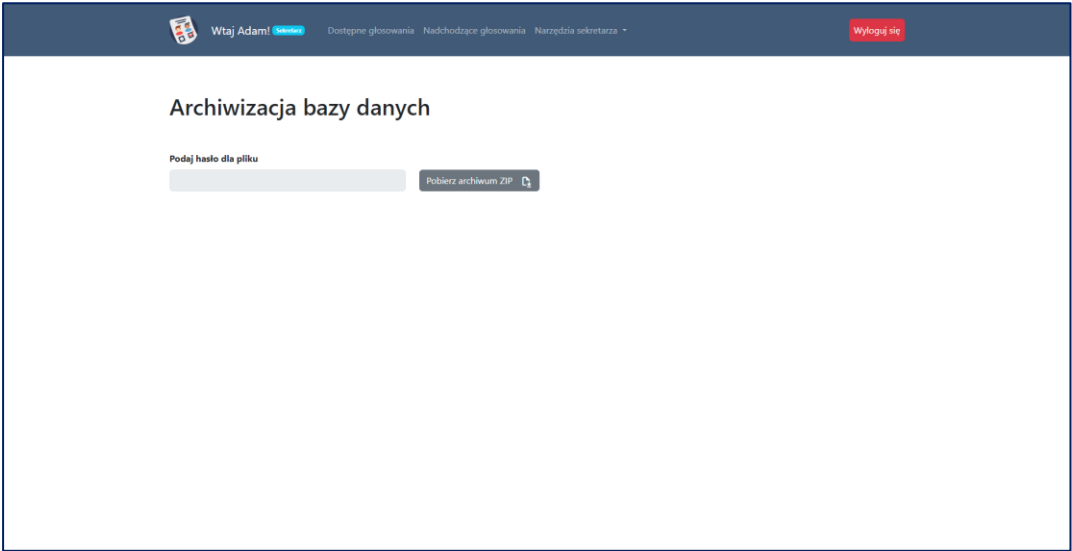 Wtaj Adam! Sekretarz Dostępne głosowania Nadchodzące głosowania Narzędzia sekretarza Wyloguj się
Archiwizacja bazy danych
Podaj hasło dla pliku
Pobierz archiwum ZIP